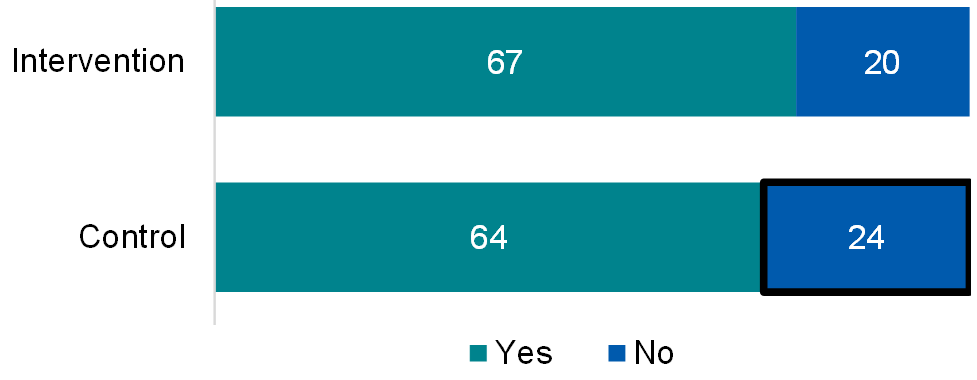 Intervention 67 20
Control 64 24
Yes No